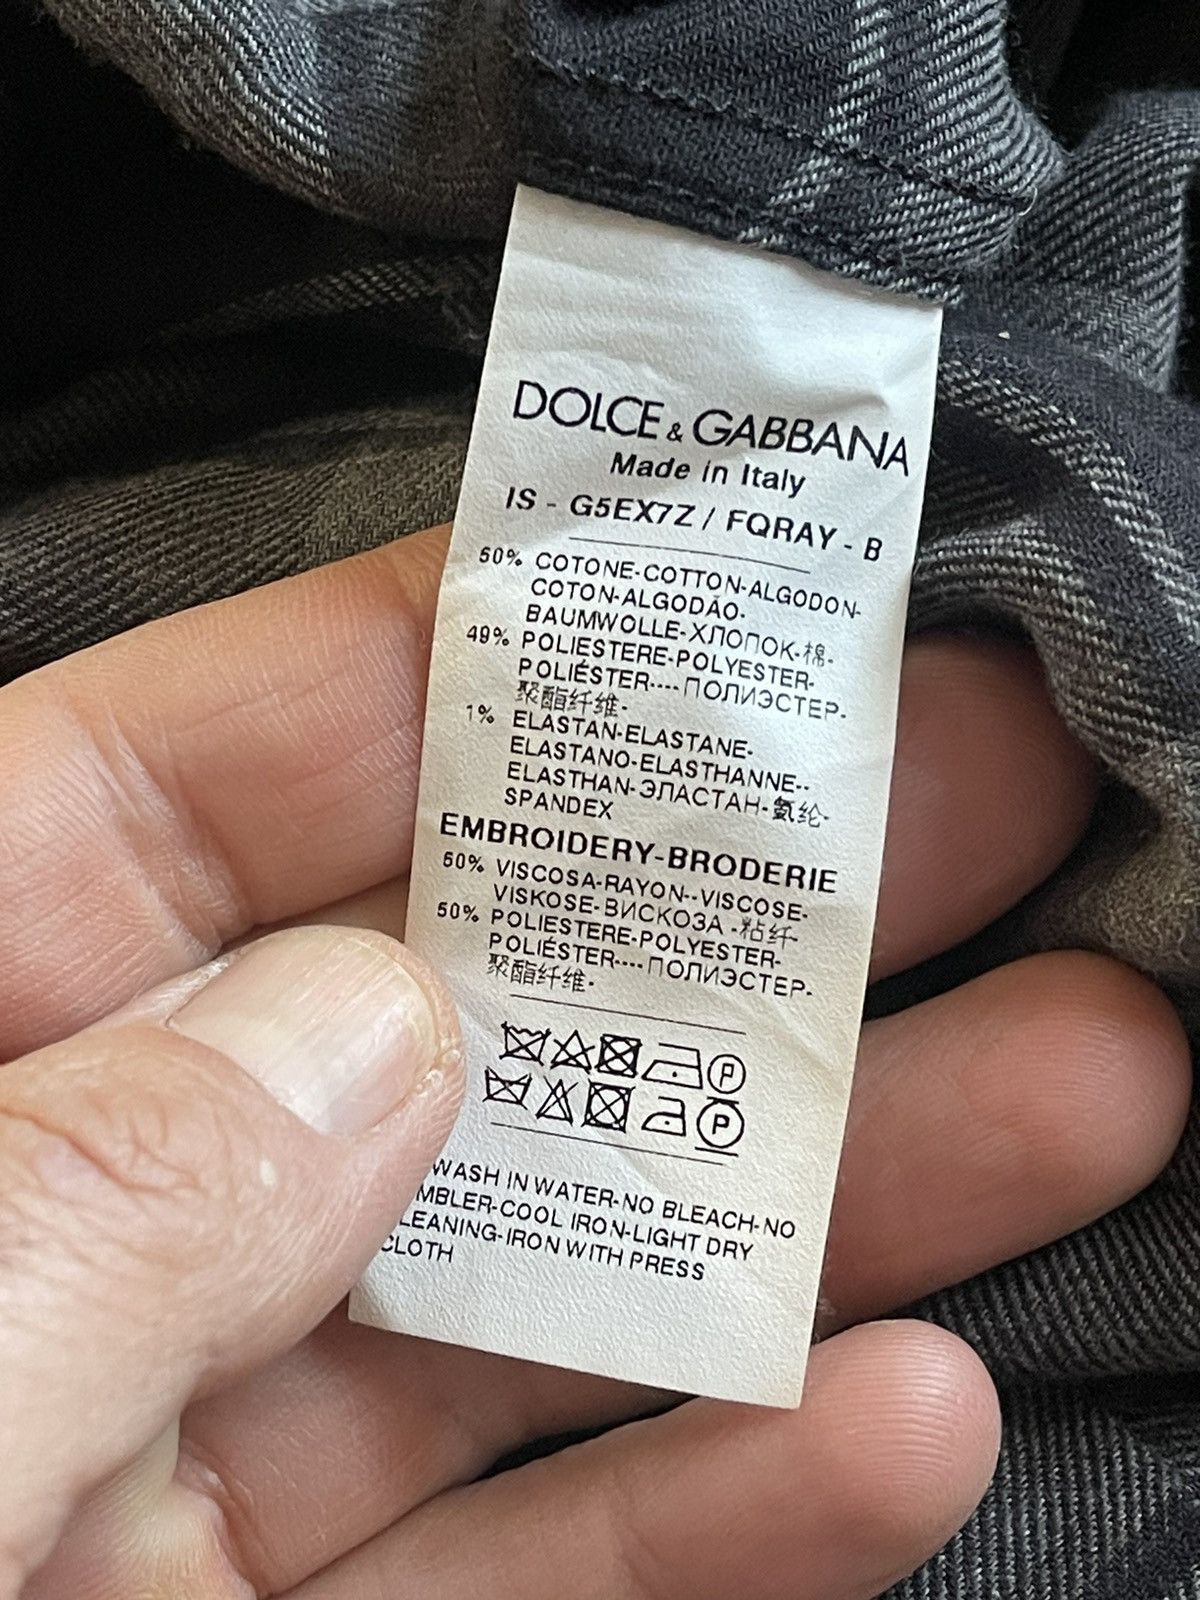 DOLCE & GABBANA
Made in Italy
IS - G5EX7Z / FQRAY - B
50% COTONE-COTTON-ALGODON-
COTON-ALGODÃO-
BAUMWOLLE-ХЛОПОК-棉-
49% POLIESTERE-POLYESTER-
POLIÉSTER----ПОЛИЭСТЕР-
聚酯纤维-
1% ELASTAN-ELASTANE-
ELASTANO-ELASTHANNE--
ELASTHAN-ЭЛАСТАН-氨纶-
SPANDEX
EMBROIDERY-BRODERIE
50% VISCOSA-RAYON--VISCOSE-
VISKOSE-ВИСКОЗА -粘纤-
50% POLIESTERE-POLYESTER-
POLIÉSTER----ПОЛИЭСТЕР-
聚酯纤维-
P
P
WASH IN WATER-NO BLEACH-NO
MBLER-COOL IRON-LIGHT DRY
LEANING-IRON WITH PRESS
CLOTH